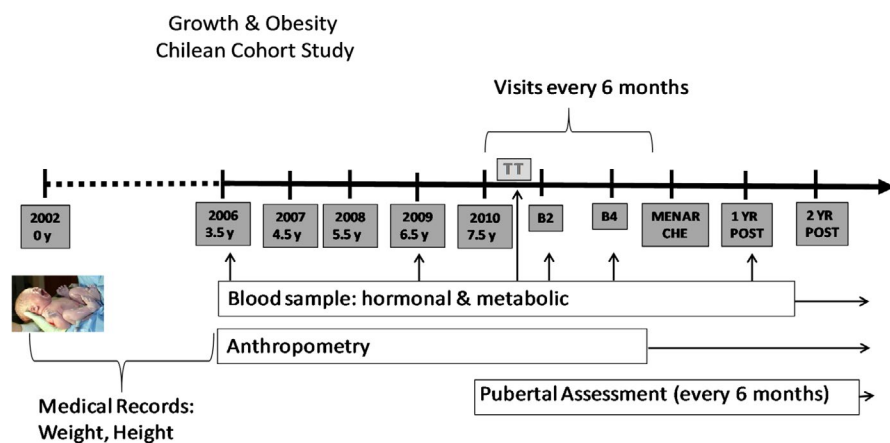 Growth & Obesity
Chilean Cohort Study
Visits every 6 months
TT
2002
0 y
2006
3.5 y
2007
4.5 y
2008
5.5 y
2009
6.5 y
2010
7.5 y
B2
B4
MENAR
CHE
1 YR
POST
2 YR
POST
Blood sample: hormonal & metabolic
Anthropometry
Pubertal Assessment (every 6 months)
Medical Records:
Weight, Height